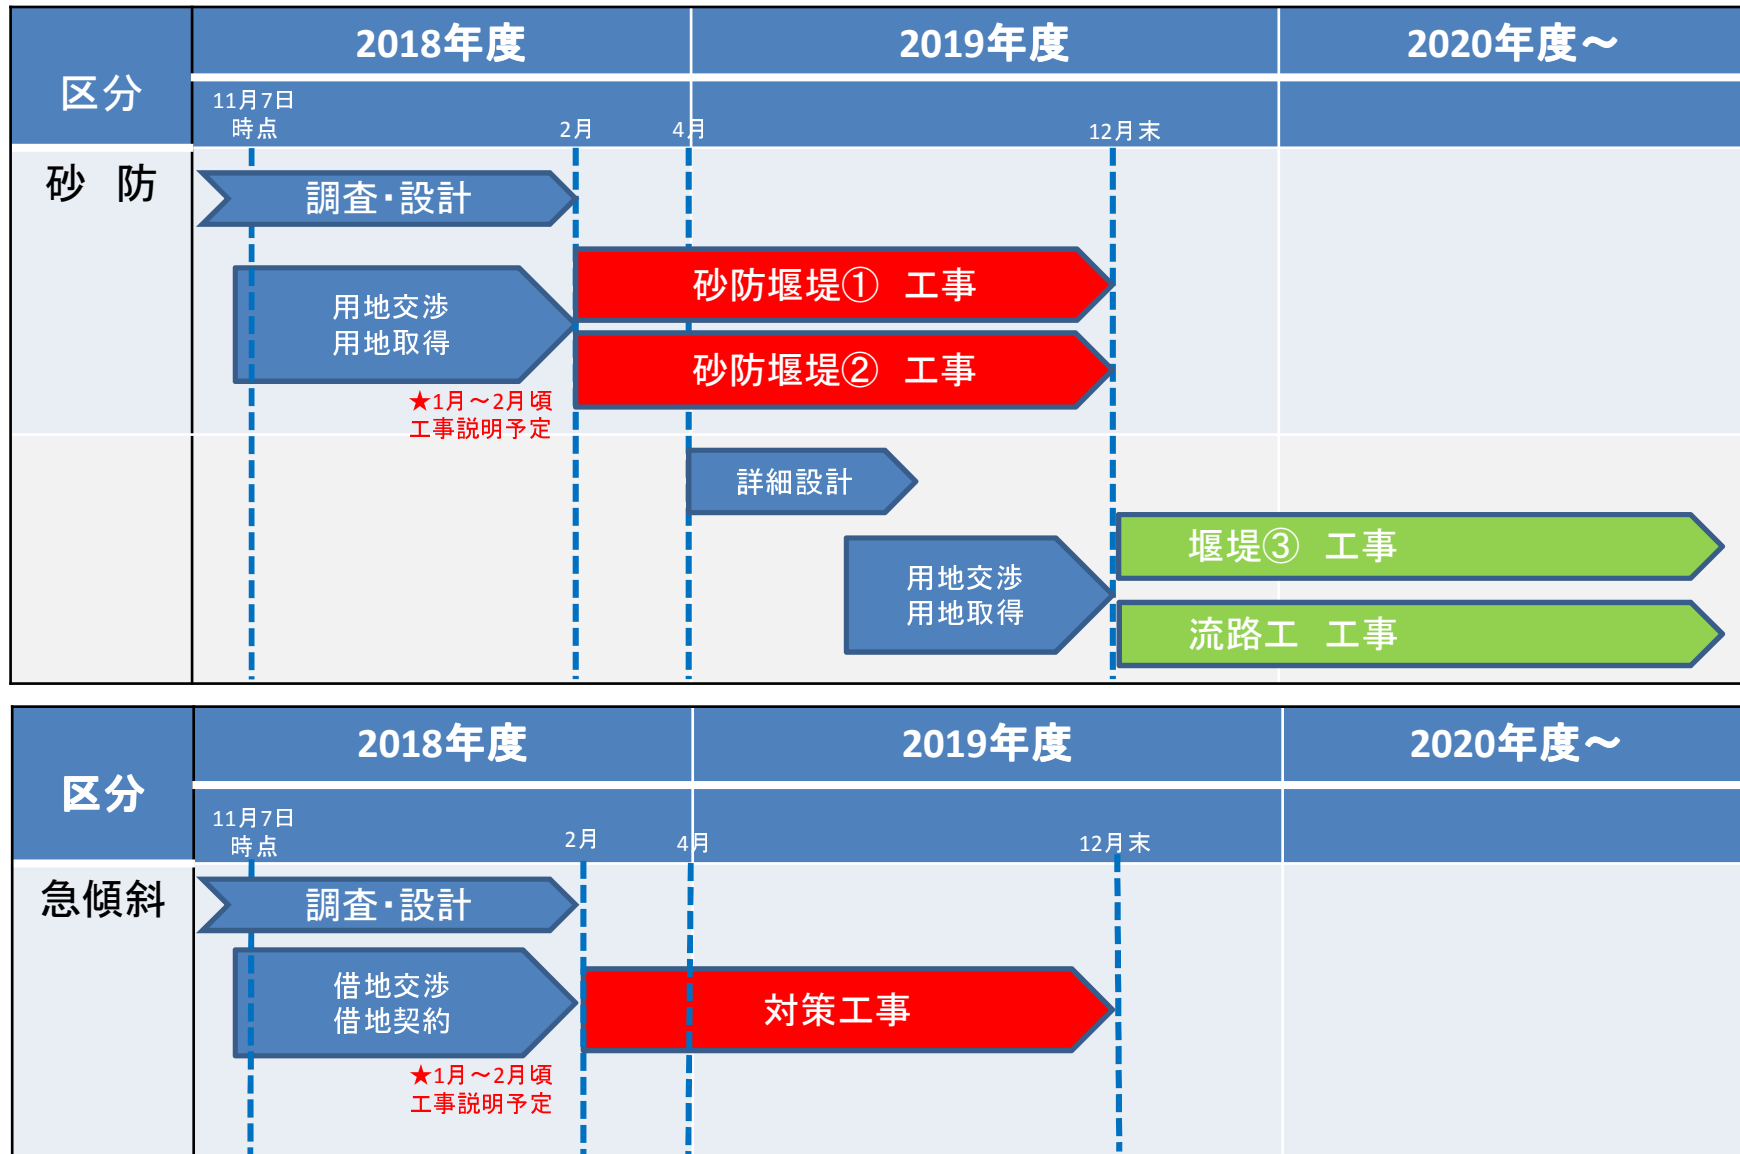 区分
2018年度
2019年度
2020年度～
11月7日
時点
2月
4月
12月末
砂　防
調査・設計
用地交渉
用地取得
砂防堰堤①　工事
砂防堰堤②　工事
★1月～2月頃
工事説明予定
詳細設計
用地交渉
用地取得
堰堤③　工事
流路工　工事
区分
2018年度
2019年度
2020年度～
11月7日
時点
2月
4月
12月末
急傾斜
調査・設計
借地交渉
借地契約
対策工事
★1月～2月頃
工事説明予定